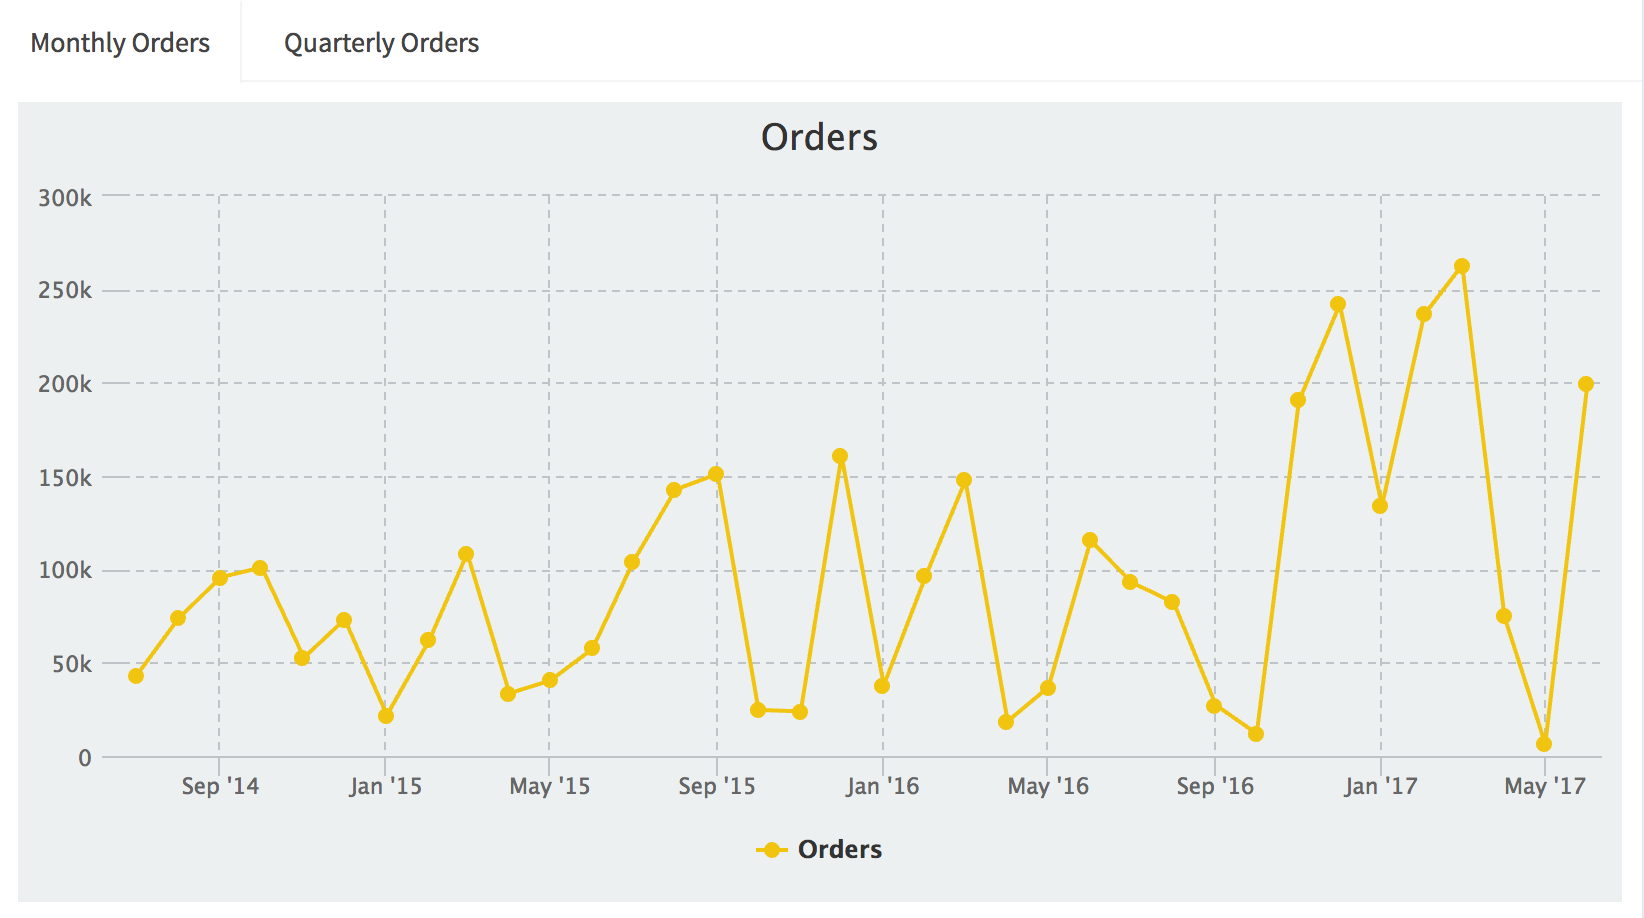 Monthly Orders Quarterly Orders
Orders
300k
250k
200k
150k
100k
50k
0
Sep '14 Jan '15 May '15 Sep '15 Jan '16 May '16 Sep '16 Jan '17 May '17
Orders